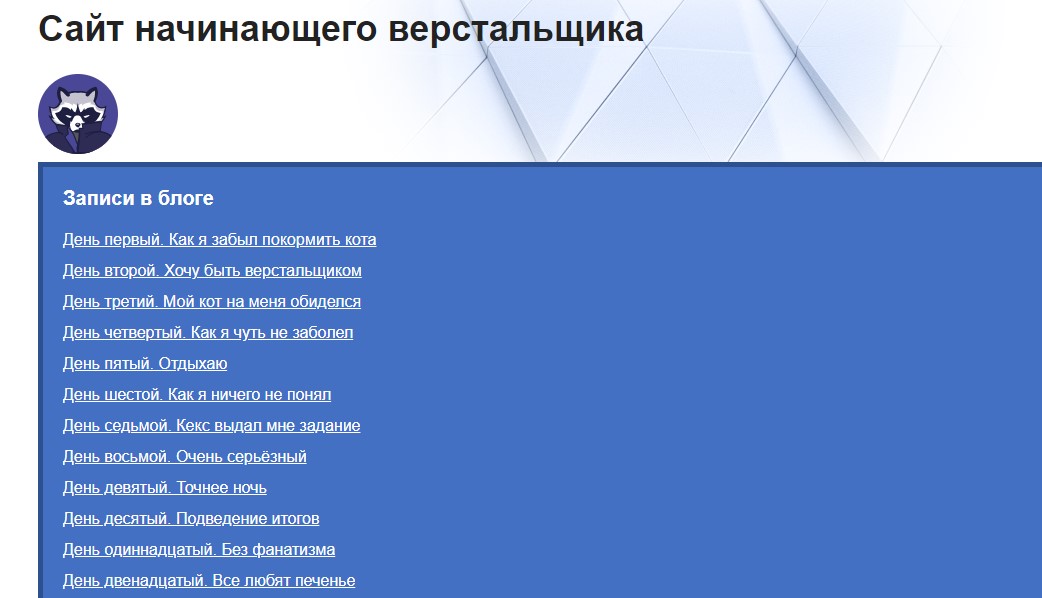 Сайт начинающего верстальщика
Записи в блоге
День первый. Как я забыл покормить кота
День второй. Хочу быть верстальщиком
День третий. Мой кот на меня обиделся
День четвертый. Как я чуть не заболел
День пятый. Отдыхаю
День шестой. Как я ничего не понял
День седьмой. Кекс выдал мне задание
День восьмой. Очень серьёзный
День девятый. Точнее ночь
День десятый. Подведение итогов
День одиннадцатый. Без фанатизма
День двенадцатый. Все любят печенье